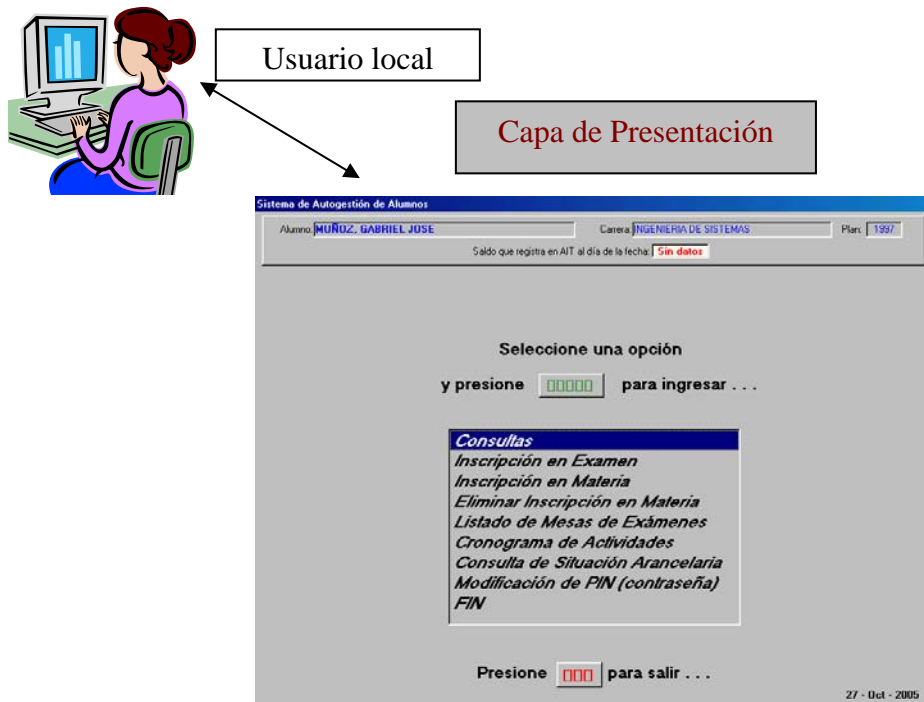 Usuario local
Capa de Presentación
Sistema de Autogestión de Alumnos
Alumno: MUÑOZ, GABRIEL JOSE Carrera: INGENIERIA DE SISTEMAS Plan: 1997
Saldo que registra en AIT al día de la fecha: Sin datos
Seleccione una opción
y presione ▯▯▯▯▯ para ingresar . . .
Consultas
Inscripción en Examen
Inscripción en Materia
Eliminar Inscripción en Materia
Listado de Mesas de Exámenes
Cronograma de Actividades
Consulta de Situación Arancelaria
Modificación de PIN (contraseña)
FIN
Presione ▯▯▯ para salir . . .
27 - Oct - 2005